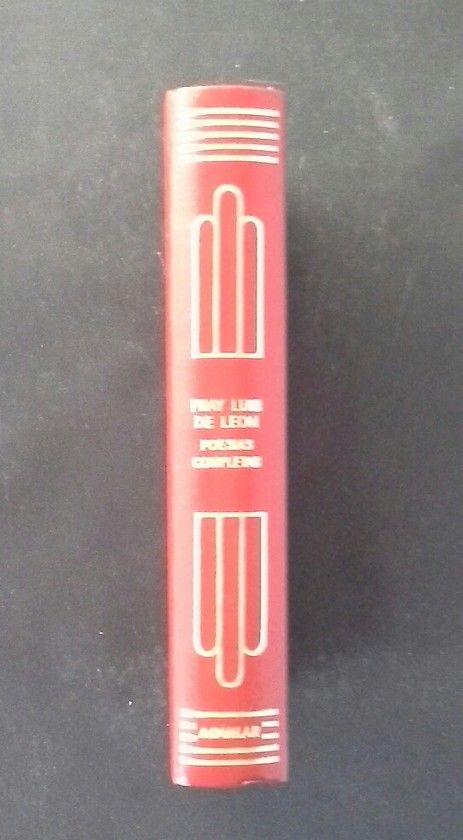 FRAY LUIS
DE LEON
POESIAS
COMPLETAS
AGUILAR